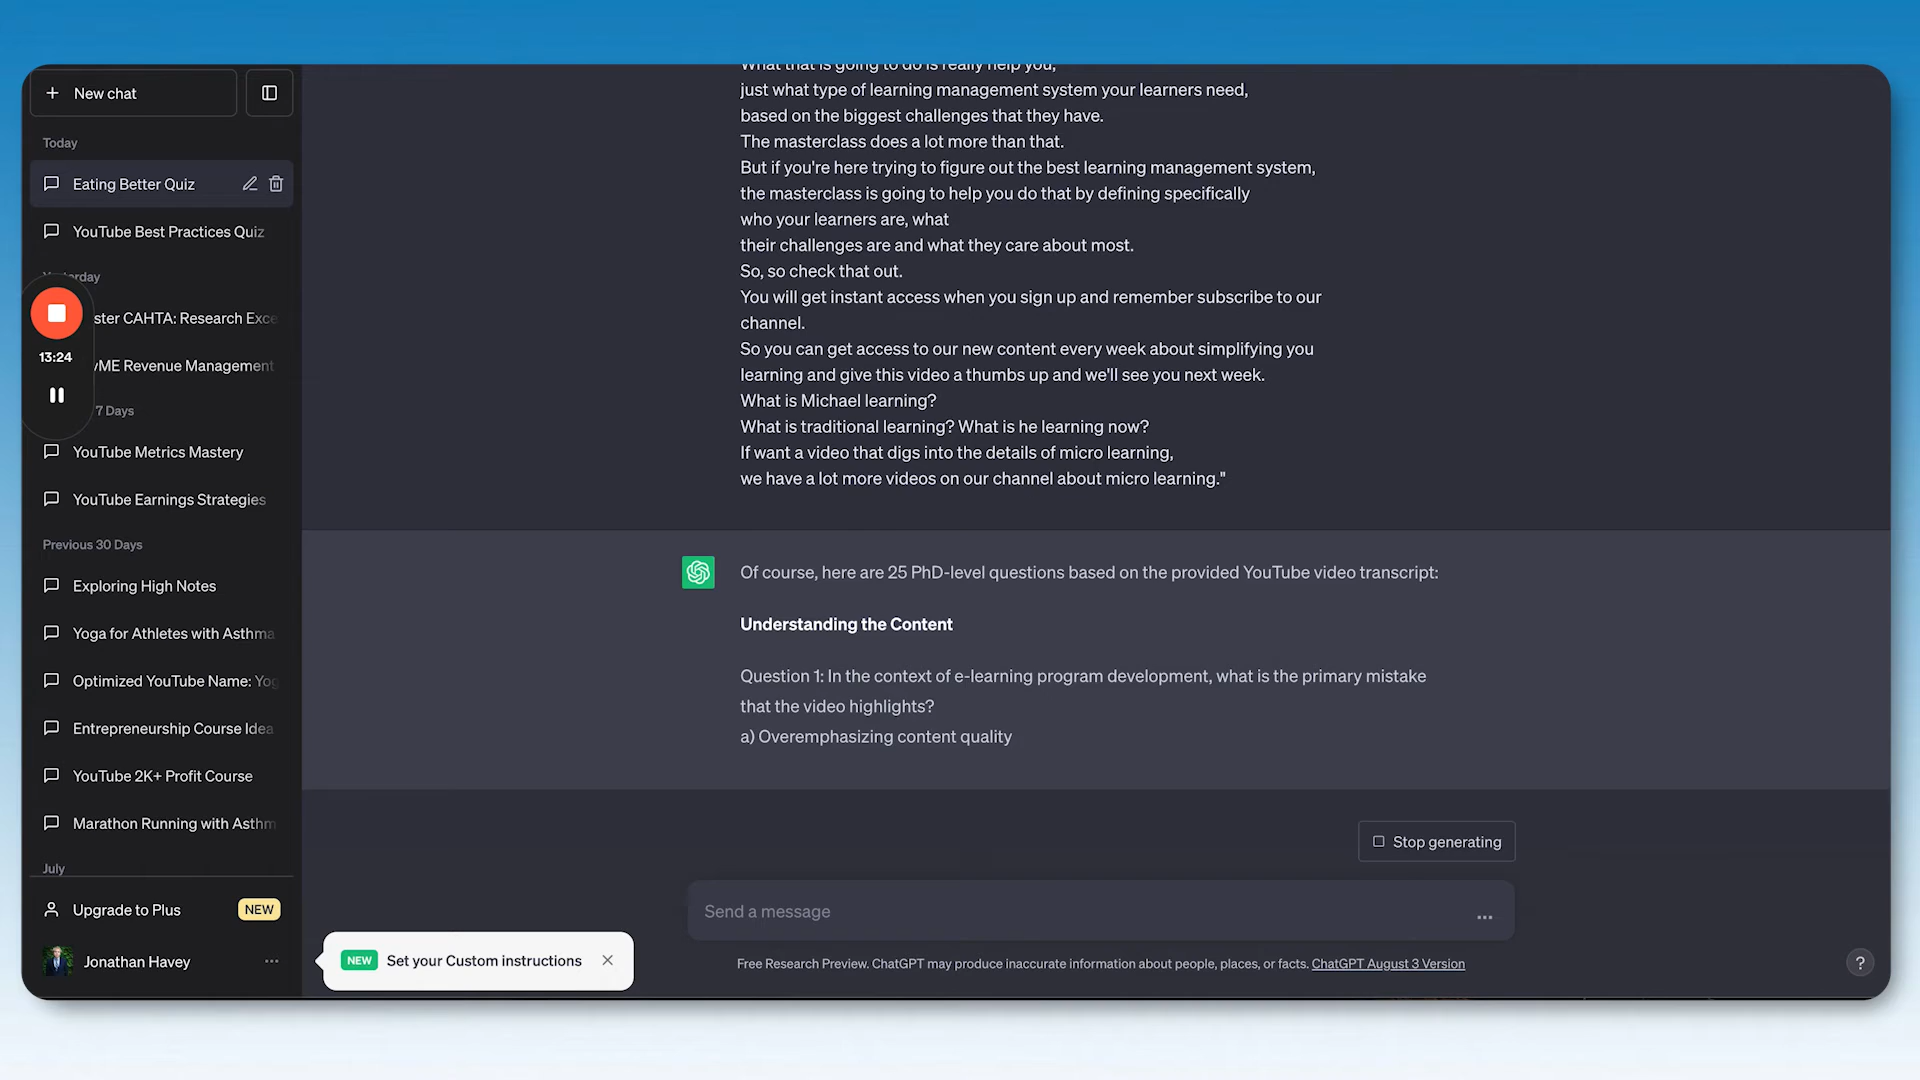 New chat
Today
Eating Better Quiz
YouTube Best Practices Quiz
13:24
ster CAHTA: Research Exce
ME Revenue Management
7 Days
YouTube Metrics Mastery
YouTube Earnings Strategies
Previous 30 Days
Exploring High Notes
Yoga for Athletes with Asthma
Optimized YouTube Name: Yog
Entrepreneurship Course Idea
YouTube 2K+ Profit Course
Marathon Running with Asthm
July
Upgrade to Plus NEW
Jonathan Havey
What that is going to do is really help you,
just what type of learning management system your learners need,
based on the biggest challenges that they have.
The masterclass does a lot more than that.
But if you're here trying to figure out the best learning management system,
the masterclass is going to help you do that by defining specifically
who your learners are, what
their challenges are and what they care about most.
So, so check that out.
You will get instant access when you sign up and remember subscribe to our
channel.
So you can get access to our new content every week about simplifying you
learning and give this video a thumbs up and we'll see you next week.
What is Michael learning?
What is traditional learning? What is he learning now?
If want a video that digs into the details of micro learning,
we have a lot more videos on our channel about micro learning."
Of course, here are 25 PhD-level questions based on the provided YouTube video transcript:
Understanding the Content
Question 1: In the context of e-learning program development, what is the primary mistake
that the video highlights?
a) Overemphasizing content quality
Stop generating
Send a message
NEW Set your Custom instructions
Free Research Preview. ChatGPT may produce inaccurate information about people, places, or facts. ChatGPT August 3 Version
?